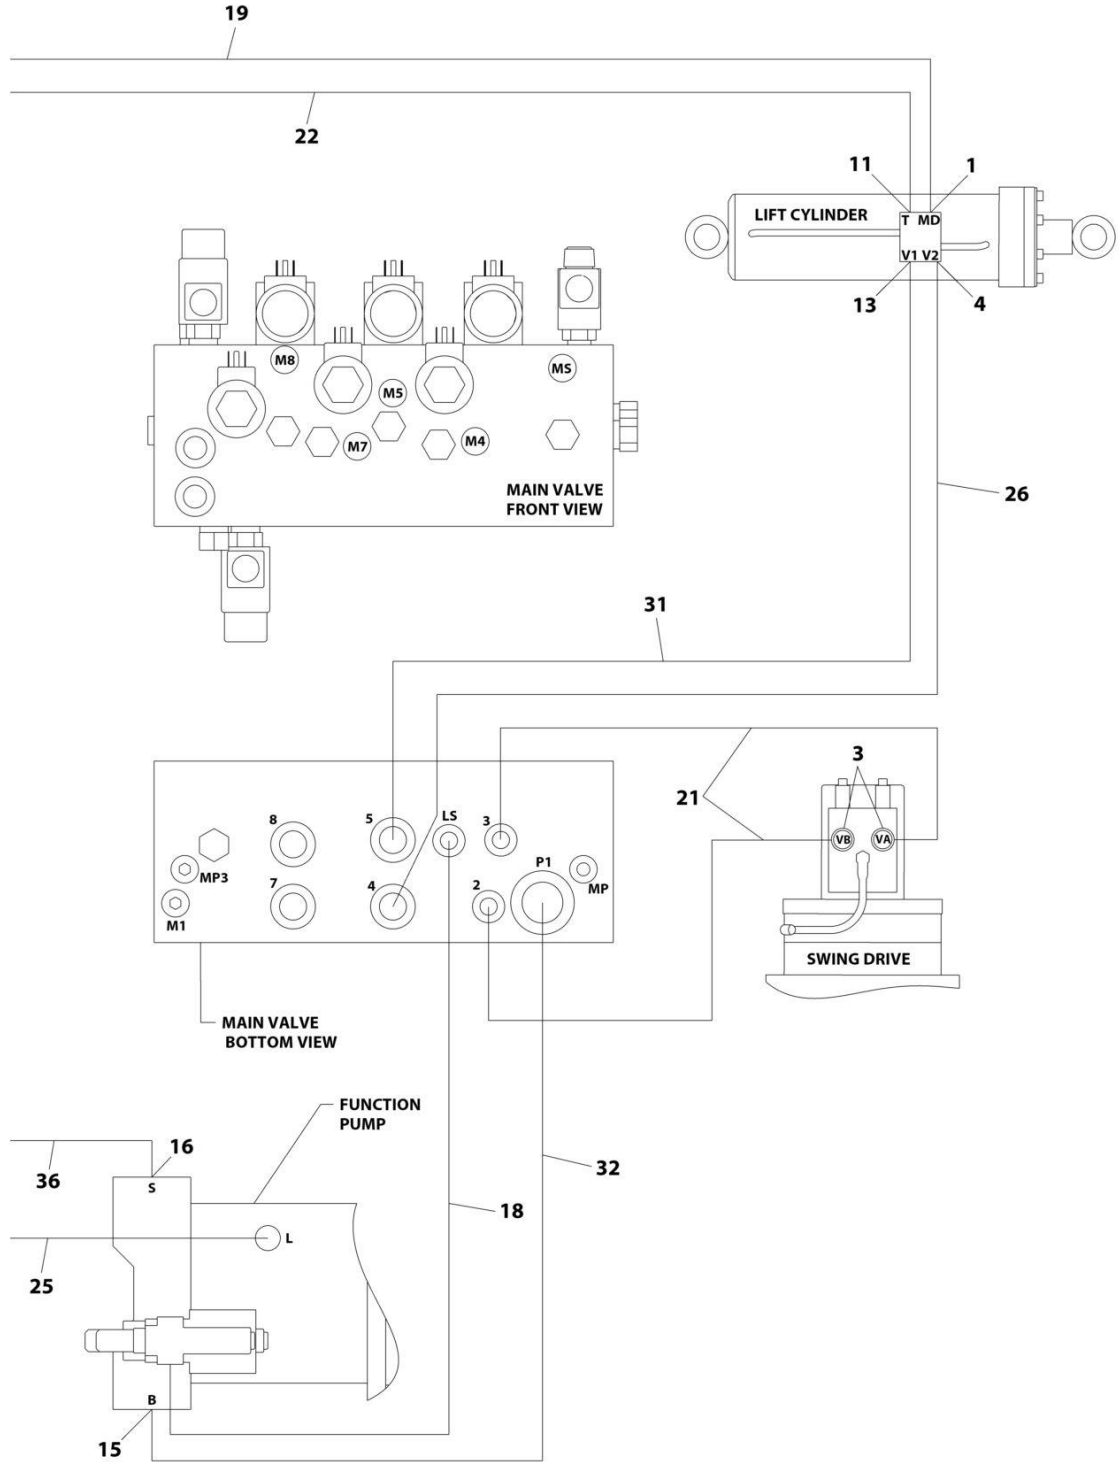 19
22
11
1
LIFT CYLINDER
T MD
V1 V2
13
4
M8
MS
M5
M7
M4
MAIN VALVE
FRONT VIEW
26
31
3
21
VB
VA
8
5
LS
3
P1
MP3
7
4
2
MP
M1
SWING DRIVE
MAIN VALVE
BOTTOM VIEW
FUNCTION
PUMP
16
36
S
32
18
L
25
B
15